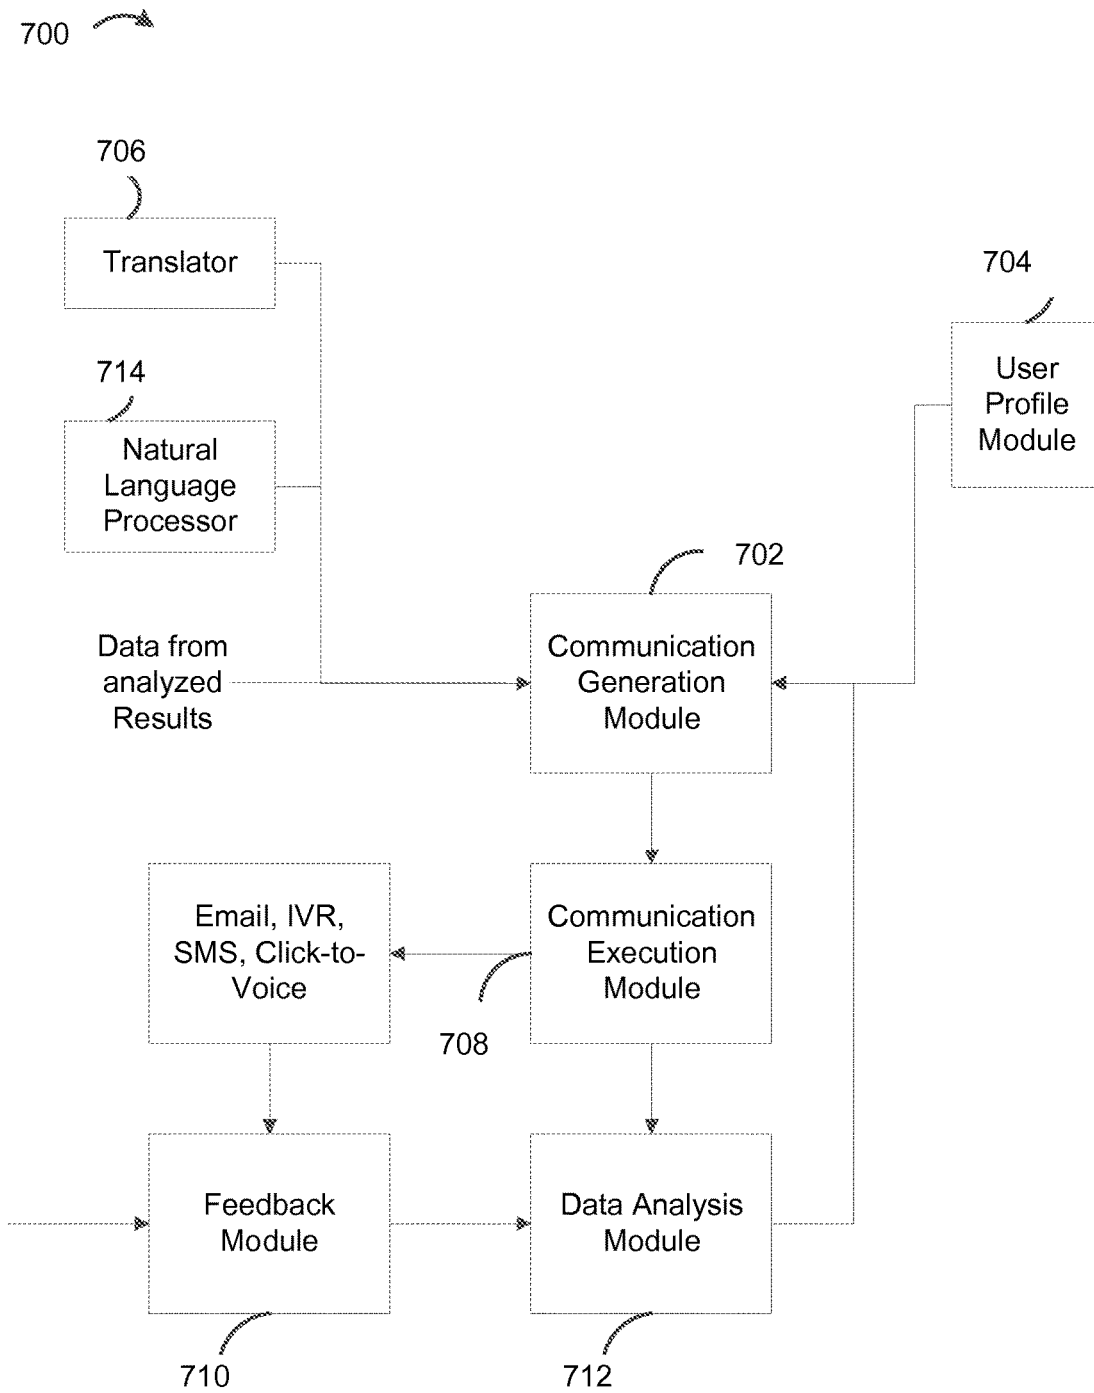 700
706
Translator
704
User
Profile
Module
714
Natural
Language
Processor
702
Communication
Generation
Module
Data from
analyzed
Results
Email, IVR,
SMS, Click-to-
Voice
Communication
Execution
Module
708
Feedback
Module
Data Analysis
Module
710
712